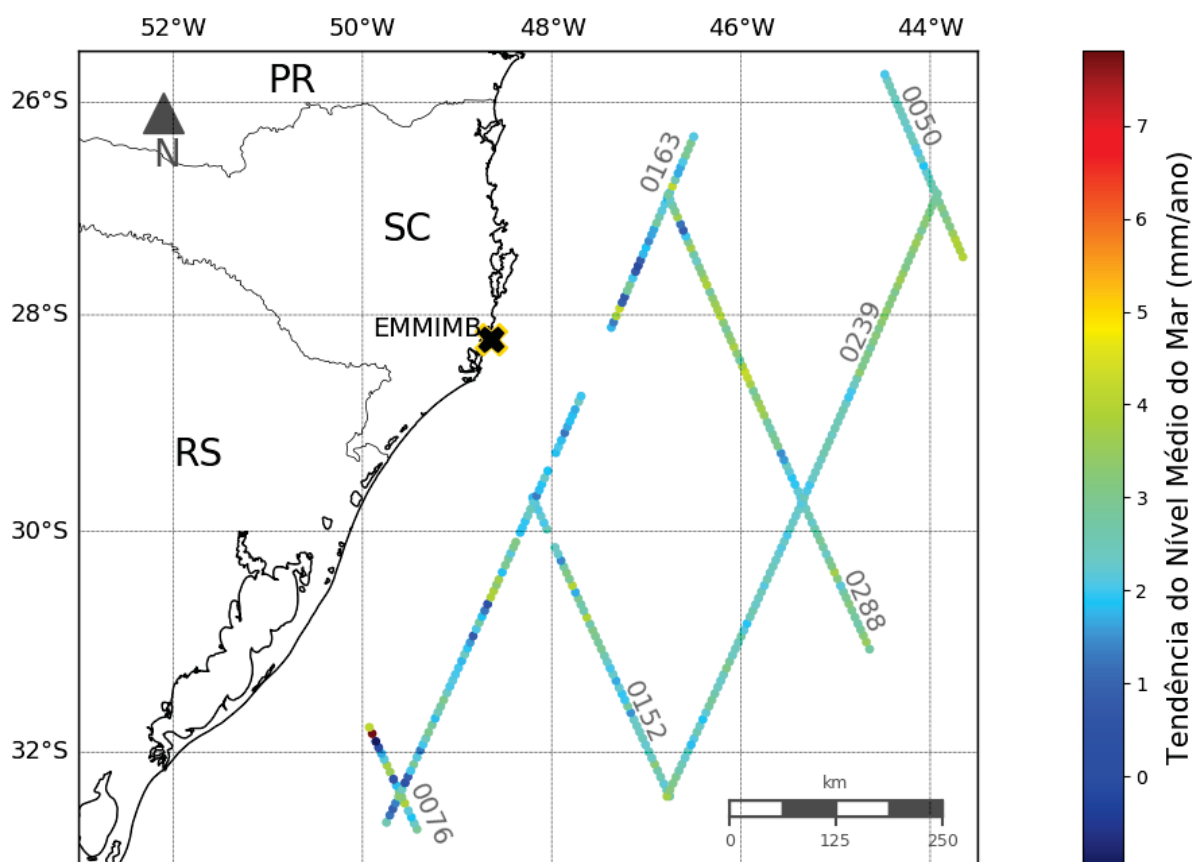 52°W 50°W 48°W 46°W 44°W
26°S
28°S
30°S
32°S
PR
N
SC
RS
EMMIMB
0050
0163
0239
0288
0152
0076
km
0 125 250
7
6
5
4
3
2
1
0
Tendência do Nível Médio do Mar (mm/ano)